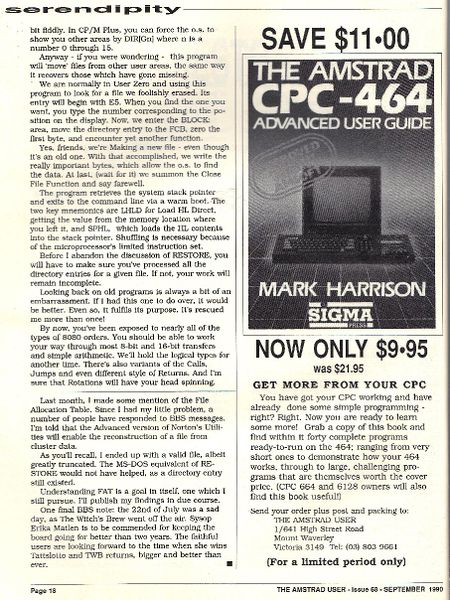 serendipity
bit fiddly. In CP/M Plus, you can force the o.s. to
show you other areas by DIR[Gn] where n is a
number 0 through 15.
Anyway - if you were wondering - this program
will 'move' files from other user areas, the same way
it recovers those which have gone missing.
We are normally in User Zero and using this
program to look for a file we foolishly erased. Its
entry will begin with E5. When you find the one you
want, you type the number corresponding to the po-
sition on the display. Now, we enter the BLOCK:
area, move the directory entry to the FCB, zero the
first byte, and encounter yet another function.
Yes, friends, we're Making a new file - even though
it's an old one. With that accomplished, we write the
really important bytes, which allow the o.s. to find
the data. At last, (wait for it) we summon the Close
File Function and say farewell.
The program retrieves the system stack pointer
and exits to the command line via a warm boot. The
two key mnemonics are LHLD for Load HL Direct,
getting the value from the memory location where
you left it, and SPHL, which loads the HL contents
into the stack pointer. Shuffling is necessary because
of the microprocessor's limited instruction set.
Before I abandon the discussion of RESTORE, you
will have to make sure you've processed all the
directory entries for a given file. If not, your work will
remain incomplete.
Looking back on old programs is always a bit of an
embarrassment. If I had this one to do over, it would
be better. Even so, it fulfils its purpose. It's rescued
me more than once!
By now, you've been exposed to nearly all of the
types of 8080 orders. You should be able to work
your way through most 8-bit and 16-bit transfers
and simple arithmetic. We'll hold the logical types for
another time. There's also variants of the Calls,
Jumps and even different style of Returns. And I'm
sure that Rotations will have your head spinning.
Last month, I made some mention of the File
Allocation Table. Since I had my little problem, a
number of people have responded to BBS messages.
I'm told that the Advanced version of Norton's Utili-
ties will enable the reconstruction of a file from
cluster data.
As you'll recall, I ended up with a valid file, albeit
greatly truncated. The MS-DOS equivalent of RE-
STORE would not have helped, as a directory entry
still existed.
Understanding FAT is a goal in itself, one which I
still pursue. I'll publish my findings in due course.
One final BBS note: the 22nd of July was a sad
day, as The Witch's Brew went off the air. Sysop
Erika Matlen is to be commended for keeping the
board going for better than two years. The faithful
users are looking forward to the time when she wins
Tattslotto and TWB returns, bigger and better than
ever.
SAVE $11·00
THE AMSTRAD
CPC-464
ADVANCED USER GUIDE
MARK HARRISON
SIGMA
PRESS
NOW ONLY $9·95
was $21.95
GET MORE FROM YOUR CPC
You have got your CPC working and have
already done some simple programming -
right? Right. Now you are ready to learn
some more! Grab a copy of this book and
find within it forty complete programs
ready-to-run on the 464; ranging from very
short ones to demonstrate how your 464
works, through to large, challenging pro-
grams that are themselves worth the cover
price. (CPC 664 and 6128 owners will also
find this book useful!)
Send your order plus post and packing to:
THE AMSTRAD USER
1/641 High Street Road
Mount Waverley
Victoria 3149 Tel: (03) 803 9661
(For a limited period only)
Page 18
THE AMSTRAD USER - Issue 68 - SEPTEMBER 1990